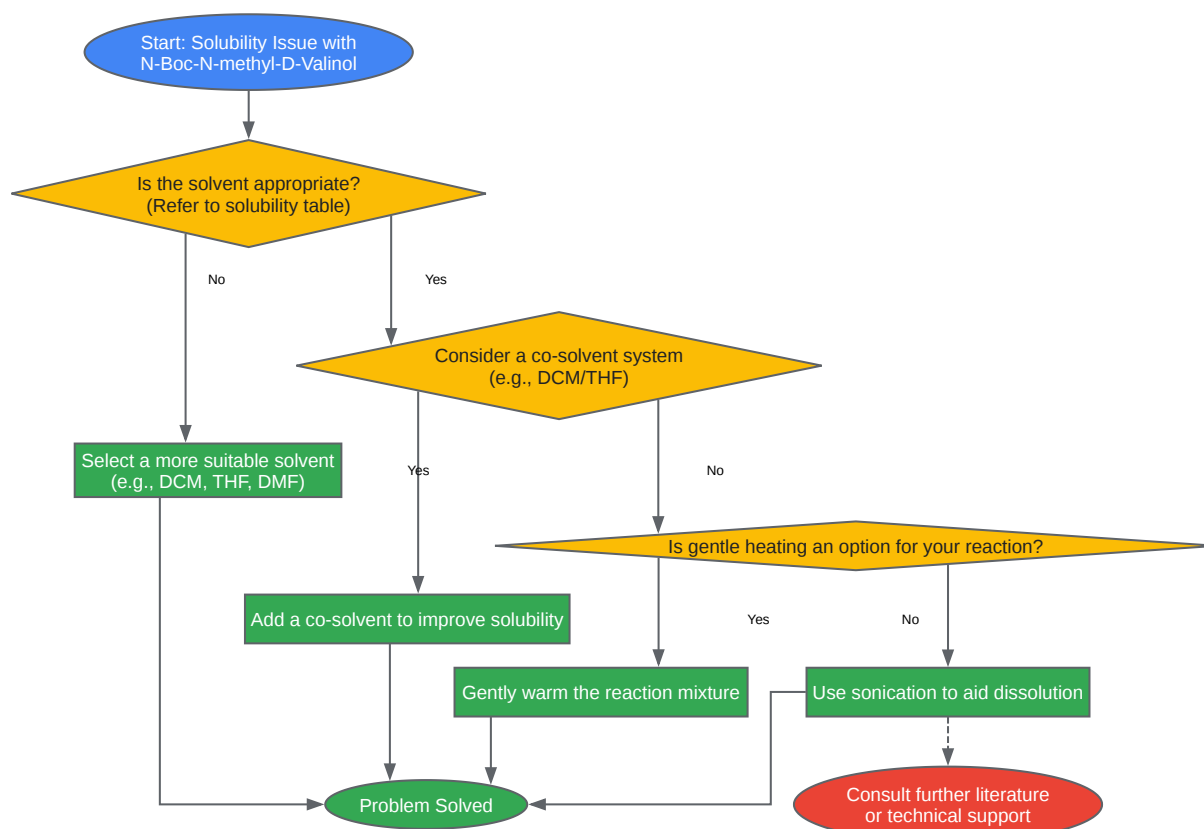 Start: Solubility Issue with
N-Boc-N-methyl-D-Valinol
Is the solvent appropriate?
(Refer to solubility table)
No
Yes
Consider a co-solvent system
(e.g., DCM/THF)
Select a more suitable solvent
(e.g., DCM, THF, DMF)
Yes
No
Is gentle heating an option for your reaction?
Add a co-solvent to improve solubility
Yes
No
Gently warm the reaction mixture
Use sonication to aid dissolution
Problem Solved
Consult further literature
or technical support